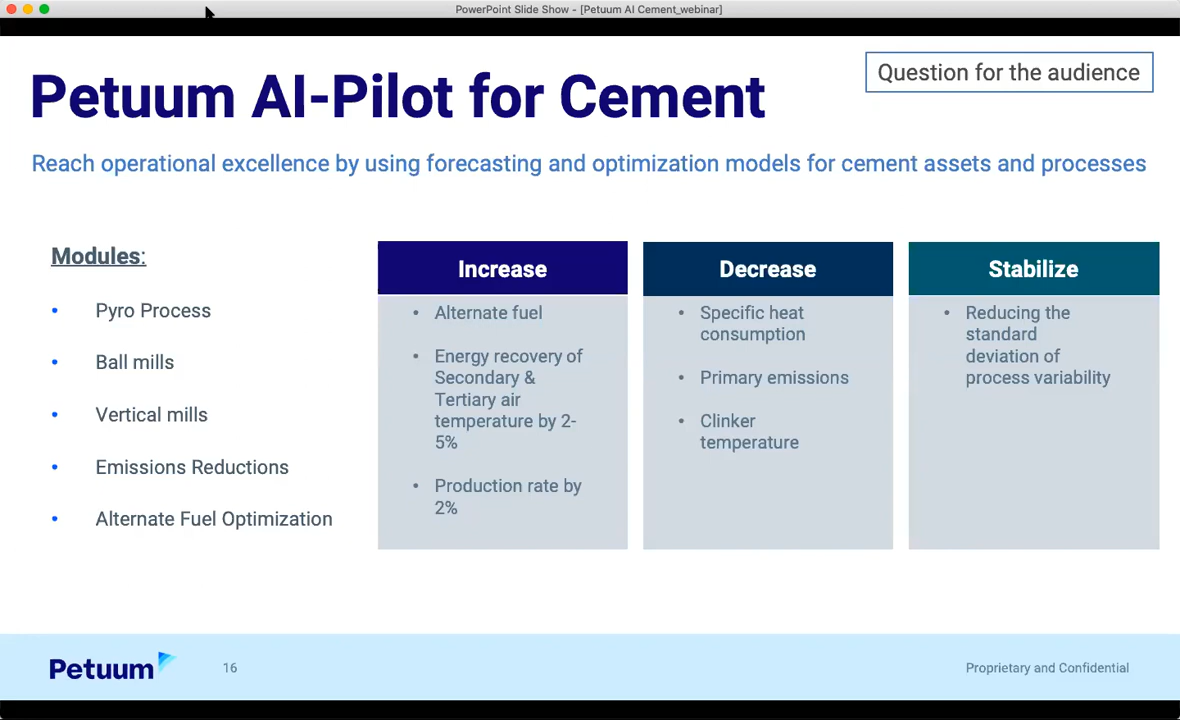 PowerPoint Slide Show - [Petuum AI Cement_webinar]
Question for the audience
Petuum AI-Pilot for Cement
Reach operational excellence by using forecasting and optimization models for cement assets and processes
Modules:
• Pyro Process
• Ball mills
• Vertical mills
• Emissions Reductions
• Alternate Fuel Optimization
Increase
• Alternate fuel
• Energy recovery of
Secondary &
Tertiary air
temperature by 2-
5%
• Production rate by
2%
Decrease
• Specific heat
consumption
• Primary emissions
• Clinker
temperature
Stabilize
• Reducing the
standard
deviation of
process variability
Petuum
16
Proprietary and Confidential